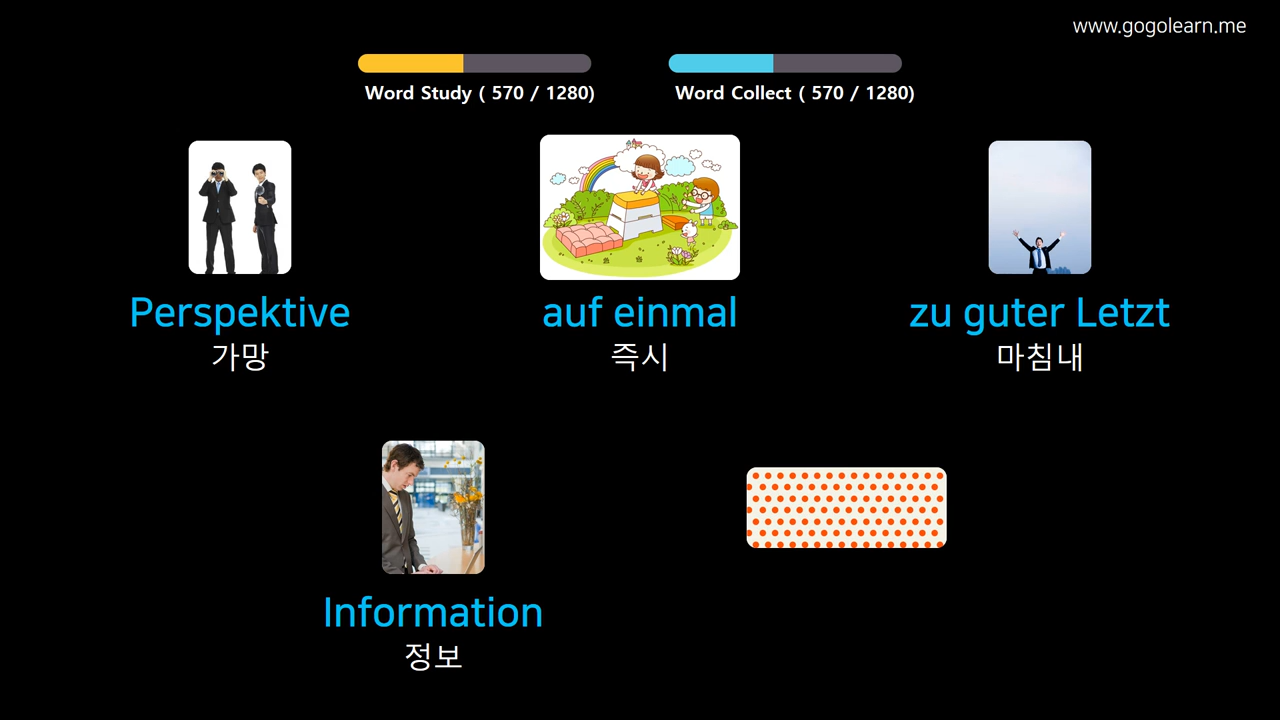 www.gogolearn.me
Word Study ( 570 / 1280)
Word Collect ( 570 / 1280)
Perspektive
가망
auf einmal
즉시
zu guter Letzt
마침내
Information
정보